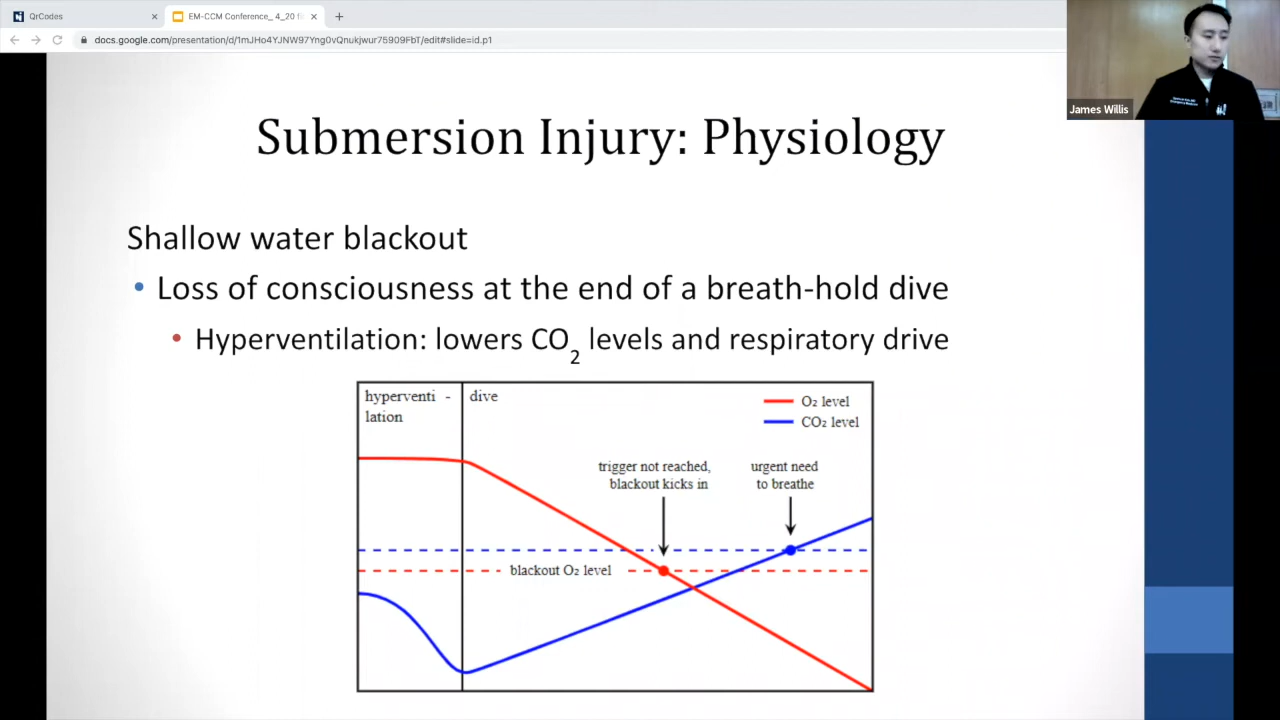 QrCodes
EM-CCM Conference_ 4_20 fi
docs.google.com/presentation/d/1mJHo4YJNW97Yng0vQnukjwur75909FbT/edit#slide=id.p1
James Willis
Submersion Injury: Physiology
Shallow water blackout
• Loss of consciousness at the end of a breath-hold dive
• Hyperventilation: lowers CO2 levels and respiratory drive
hyperventi -
lation
dive
O2 level
CO2 level
trigger not reached,
blackout kicks in
urgent need
to breathe
blackout O2 level